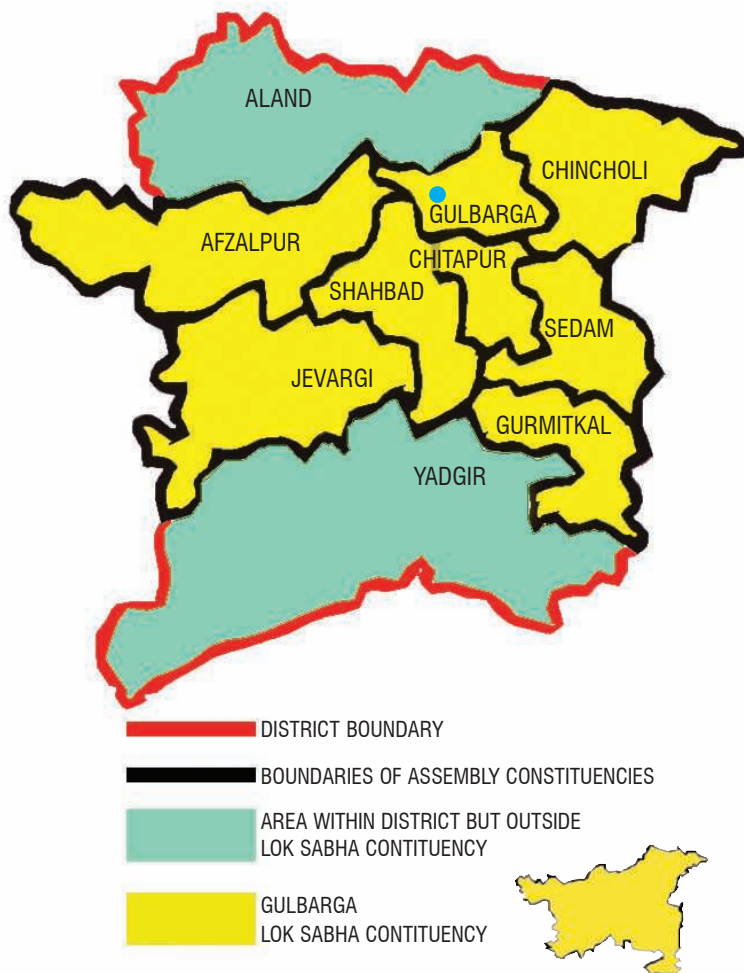 ALAND
CHINCHOLI
GULBARGA
AFZALPUR
CHITAPUR
SHAHBAD
SEDAM
JEVARGI
GURMITKAL
YADGIR
DISTRICT BOUNDARY
BOUNDARIES OF ASSEMBLY CONSTITUENCIES
AREA WITHIN DISTRICT BUT OUTSIDE
LOK SABHA CONTITUENCY
GULBARGA
LOK SABHA CONTITUENCY